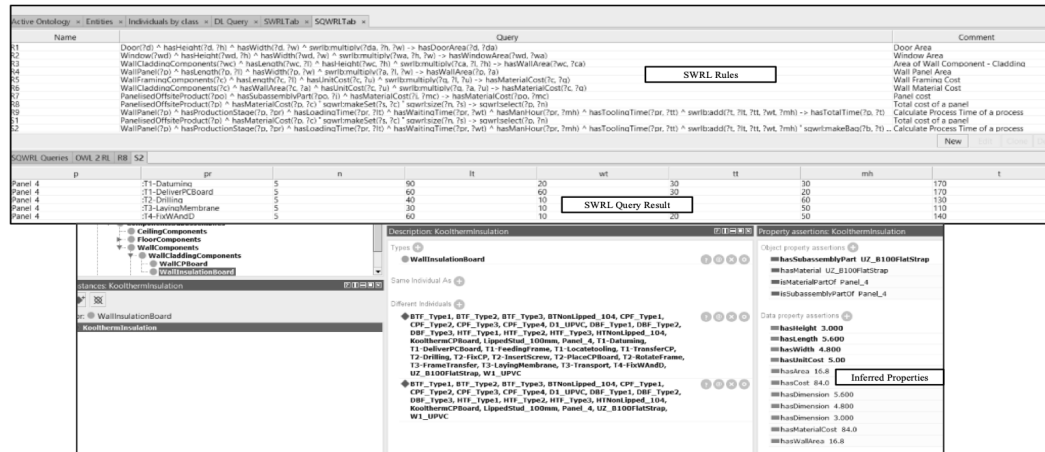 Active Ontology × Entities × Individuals by class × DL Query × SWRLTab × SQWRLTab ×
Name Query Comment
R1 Door(?d) ^ hasHeight(?d, ?h) ^ hasWidth(?d, ?w) ^ swrlb:multiply(?da, ?h, ?w) -> hasDoorArea(?d, ?da) Door Area
R2 Window(?wd) ^ hasHeight(?wd, ?h) ^ hasWidth(?wd, ?w) ^ swrlb:multiply(?wa, ?h, ?w) -> hasWindowArea(?wd, ?wa) Window Area
R3 WallCladdingComponents(?wc) ^ hasLength(?wc, ?l) ^ hasHeight(?wc, ?h) ^ swrlb:multiply(?ca, ?l, ?h) -> hasWallArea(?wc, ?ca) Area of Wall Component - Cladding
R4 WallPanel(?p) ^ hasLength(?p, ?l) ^ hasWidth(?p, ?w) ^ swrlb:multiply(?a, ?l, ?w) -> hasWallArea(?p, ?a) Wall Panel Area
R5 WallFramingComponents(?c) ^ hasLength(?c, ?l) ^ hasUnitCost(?c, ?u) ^ swrlb:multiply(?q, ?l, ?u) -> hasMaterialCost(?c, ?q) Wall Framing Cost
R6 WallCladdingComponents(?c) ^ hasWallArea(?c, ?a) ^ hasUnitCost(?c, ?u) ^ swrlb:multiply(?q, ?a, ?u) -> hasMaterialCost(?c, ?q) Wall Material Cost
R7 PanelisedOffsiteProduct(?po) ^ hasSubassemblyPart(?po, ?i) ^ hasMaterialCost(?i, ?mc) -> hasMaterialCost(?po, ?mc) Panel cost
R8 PanelisedOffsiteProduct(?p) ^ hasMaterialCost(?p, ?c) ˚ sqwrl:makeSet(?s, ?c) ˚ sqwrl:size(?n, ?s) -> sqwrl:select(?p, ?n) Total cost of a panel
R9 WallPanel(?p) ^ hasProductionStage(?p, ?pr) ^ hasLoadingTime(?pr, ?lt) ^ hasWaitingTime(?pr, ?wt) ^ hasManHour(?pr, ?mh) ^ hasToolingTime(?pr, ?tt) ^ swrlb:add(?t, ?lt, ?tt, ?wt, ?mh) -> hasTotalTime(?p, ?t) Calculate Process Time of a process
S1 PanelisedOffsiteProduct(?p) ^ hasMaterialCost(?p, ?c) ˚ sqwrl:makeSet(?s, ?c) ˚ sqwrl:size(?n, ?s) -> sqwrl:select(?p, ?n) Total cost of a panel
S2 WallPanel(?p) ^ hasProductionStage(?p, ?pr) ^ hasLoadingTime(?pr, ?lt) ^ hasWaitingTime(?pr, ?wt) ^ hasManHour(?pr, ?mh) ^ hasToolingTime(?pr, ?tt) ^ swrlb:add(?t, ?lt, ?tt, ?wt, ?mh) ˚ sqwrl:makeBag(?b, ?t) ... Calculate Process Time of a process
SWRL Rules
New Edit Clone
SQWRL Queries OWL 2 RL R8 S2
p pr n lt wt tt mh t
Panel 4 :T1-Datuming 5 90 20 30 30 170
Panel 4 :T1-DeliverPCBoard 5 60 60 30 20 170
Panel 4 :T2-Drilling 5 40 10 60 130
Panel 4 :T3-LayingMembrane 5 30 10 50 110
Panel 4 :T4-FixWAndD 5 60 10 20 50 140
SWRL Query Result
CeilingComponents
FloorComponents
WallComponents
WallCladdingComponents
WallCPBoard
WallInsulationBoard
stances: KoolthermInsulation
or: WallInsulationBoard
KoolthermInsulation
Description: KoolthermInsulation
Types
WallInsulationBoard
Same Individual As
Different Individuals
BTF_Type1, BTF_Type2, BTF_Type3, BTNonLipped_104, CPF_Type1,
CPF_Type2, CPF_Type3, CPF_Type4, D1_UPVC, DBF_Type1, DBF_Type2,
DBF_Type3, HTF_Type1, HTF_Type2, HTF_Type3, HTNonLipped_104,
KoolthermCPBoard, LippedStud_100mm, Panel_4, T1-Datuming,
T1-DeliverPCBoard, T1-FeedingFrame, T1-Locatetooling, T1-TransferCP,
T2-Drilling, T2-FixCP, T2-InsertScrew, T2-PlaceCPBoard, T2-RotateFrame,
T3-FrameTransfer, T3-LayingMembrane, T3-Transport, T4-FixWAndD,
UZ_B100FlatStrap, W1_UPVC
BTF_Type1, BTF_Type2, BTF_Type3, BTNonLipped_104, CPF_Type1,
CPF_Type2, CPF_Type3, CPF_Type4, D1_UPVC, DBF_Type1, DBF_Type2,
DBF_Type3, HTF_Type1, HTF_Type2, HTF_Type3, HTNonLipped_104,
KoolthermCPBoard, LippedStud_100mm, Panel_4, UZ_B100FlatStrap,
W1_UPVC
Property assertions: KoolthermInsulation
Object property assertions
hasSubassemblyPart UZ_B100FlatStrap
hasMaterial UZ_B100FlatStrap
isMaterialPartOf Panel_4
isSubassemblyPartOf Panel_4
Data property assertions
hasHeight 3.000
hasLength 5.600
hasWidth 4.800
hasUnitCost 5.00
hasArea 16.8
hasCost 84.0
hasDimension 5.600
hasDimension 4.800
hasDimension 3.000
hasMaterialCost 84.0
hasWallArea 16.8
Inferred Properties